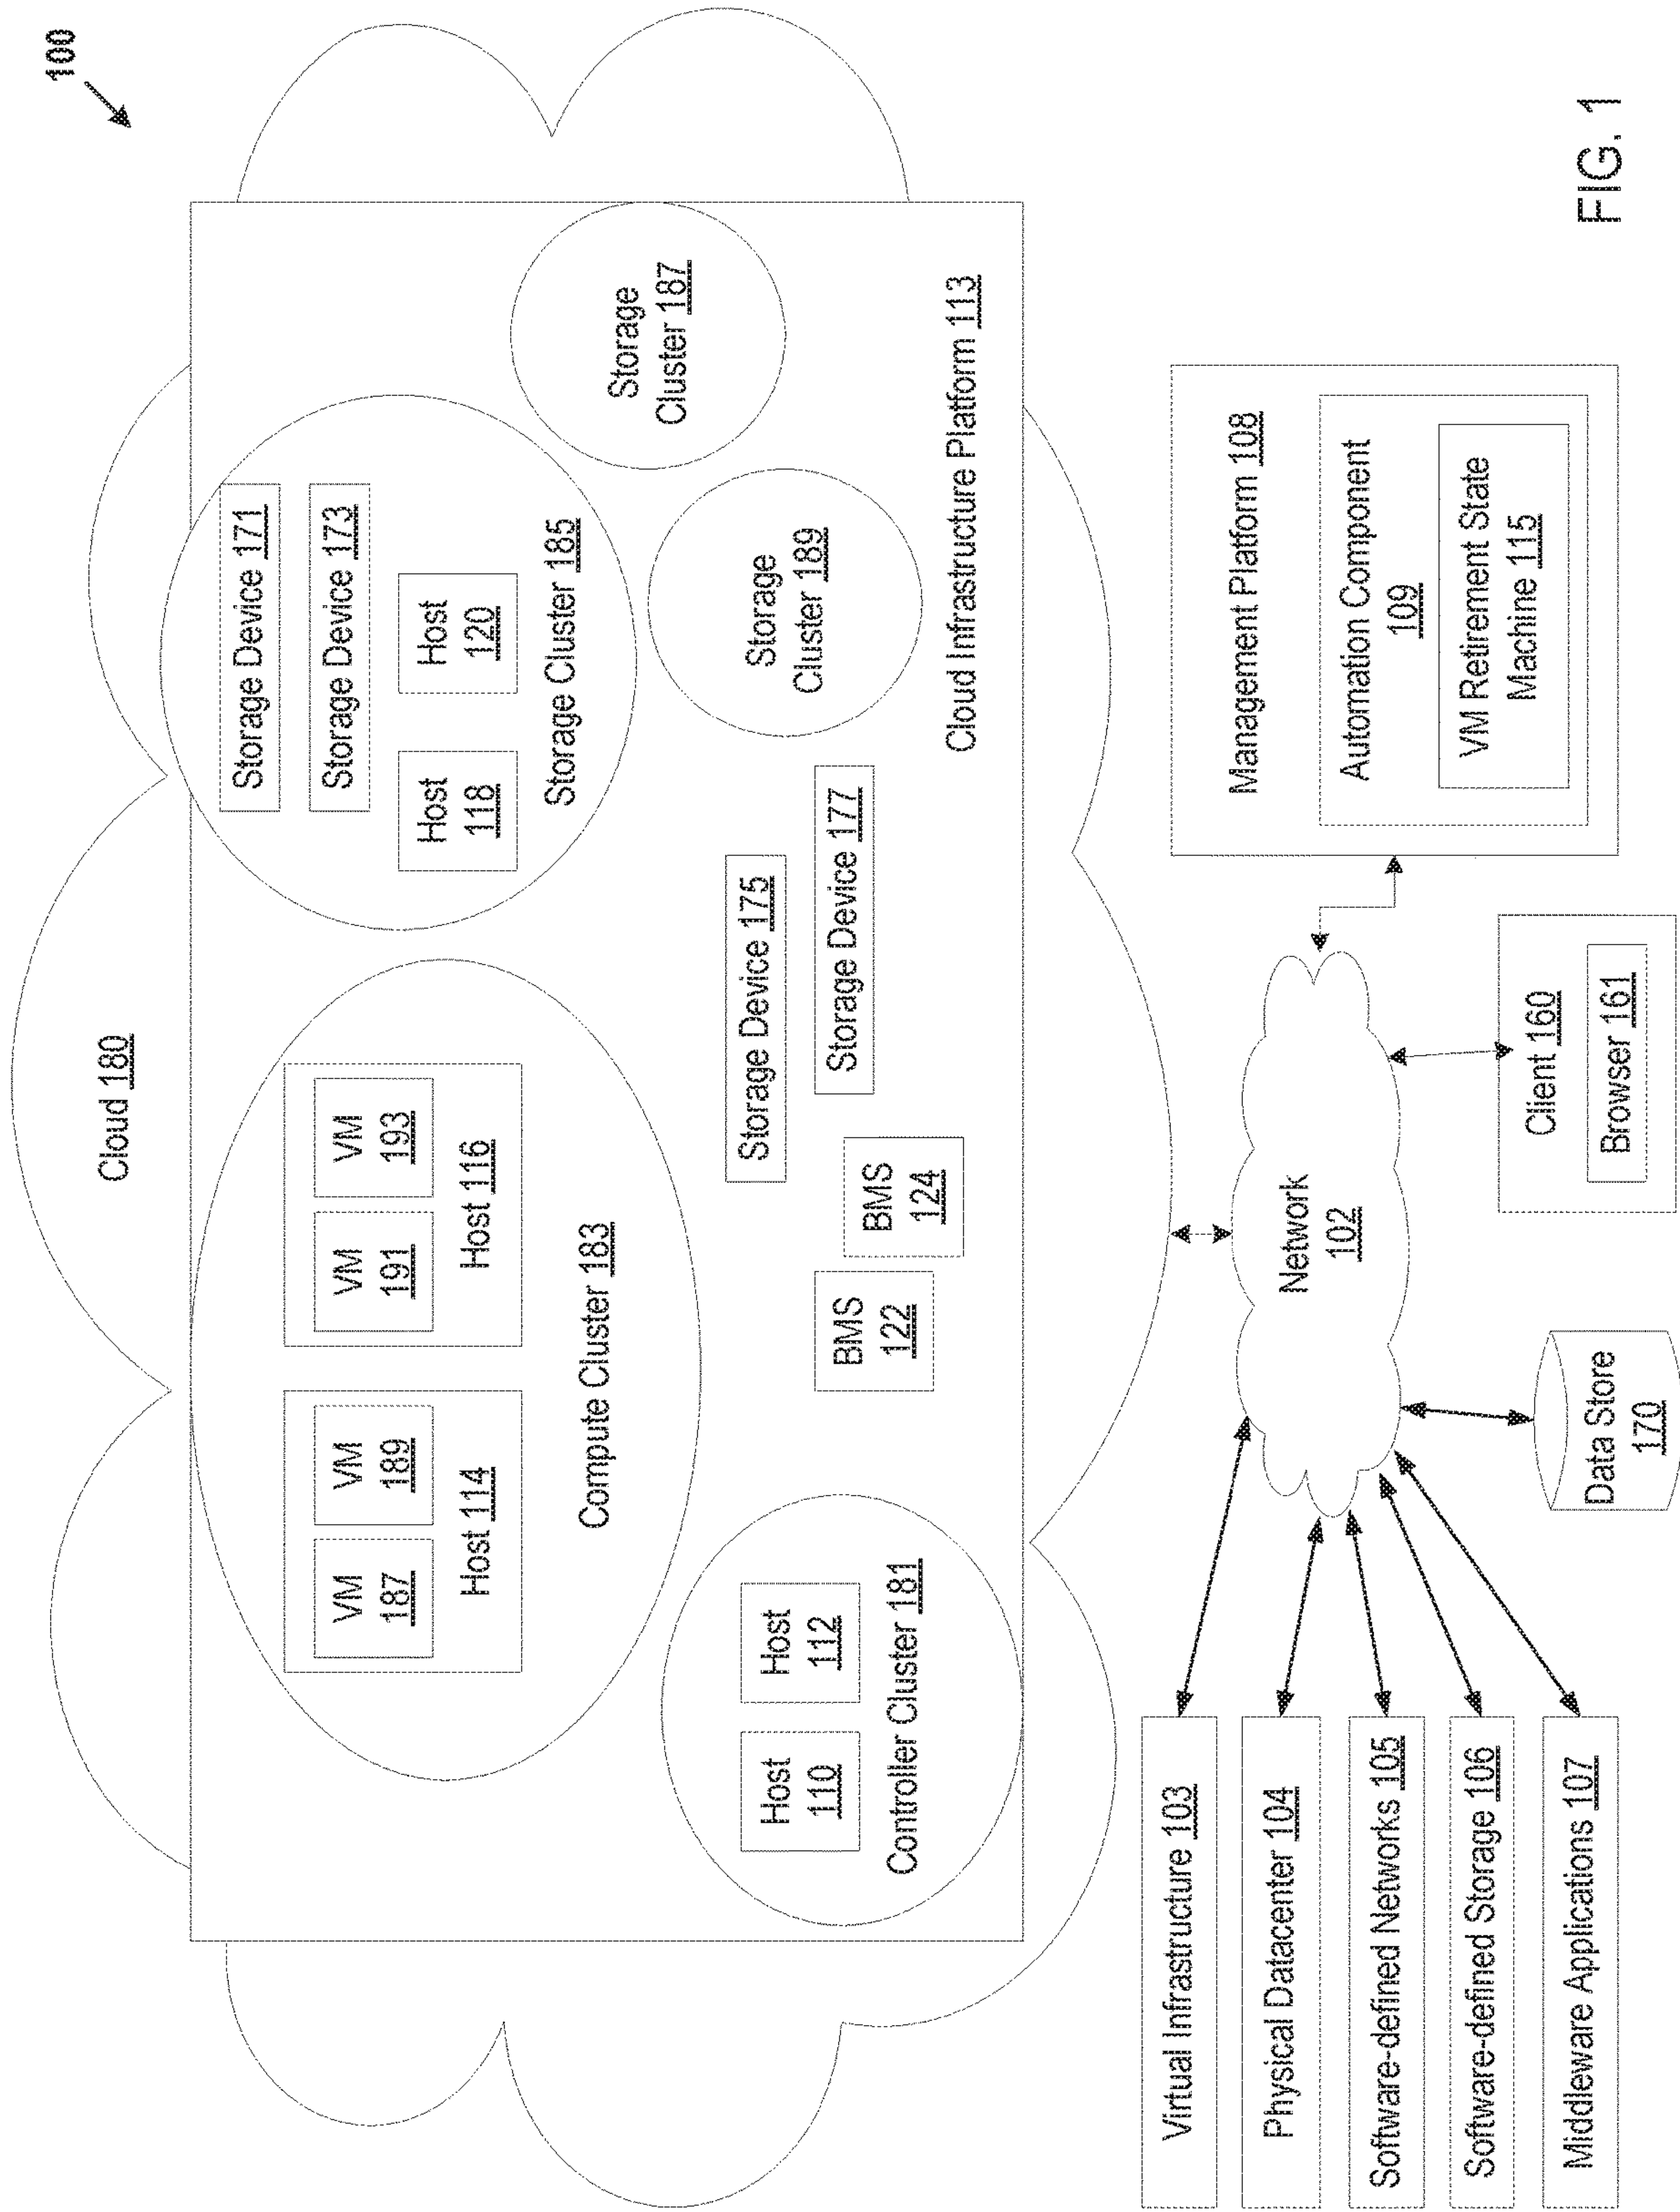 100
Cloud 180
VM
187
VM
189
Host 114
VM
191
VM
193
Host 116
Compute Cluster 183
Storage Device 171
Storage Device 173
Host
118
Host
120
Storage Cluster 185
Storage
Cluster 187
Storage
Cluster 189
Host
110
Host
112
Controller Cluster 181
BMS
122
BMS
124
Storage Device 175
Storage Device 177
Cloud Infrastructure Platform 113
Virtual Infrastructure 103
Physical Datacenter 104
Software-defined Networks 105
Software-defined Storage 106
Middleware Applications 107
Network
102
Data Store
170
Client 160
Browser 161
Management Platform 108
Automation Component
109
VM Retirement State
Machine 115
FIG. 1